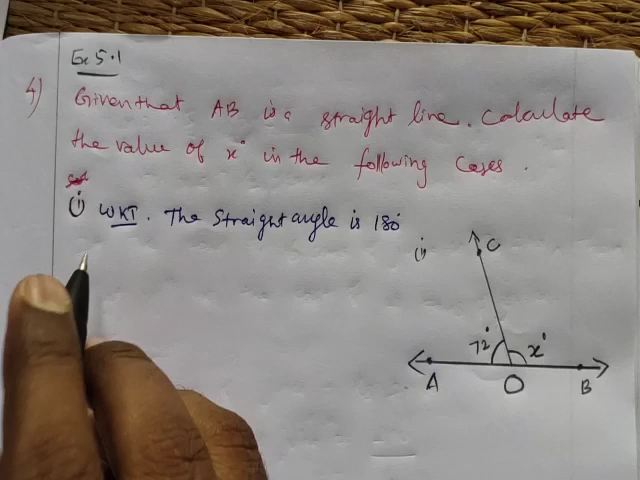 Ex 5.1
4) Given that AB is a straight line. Calculate
the value of x° in the following cases.
(i) WKT. The Straight angle is 180°
(i)
C
72° x°
A O B